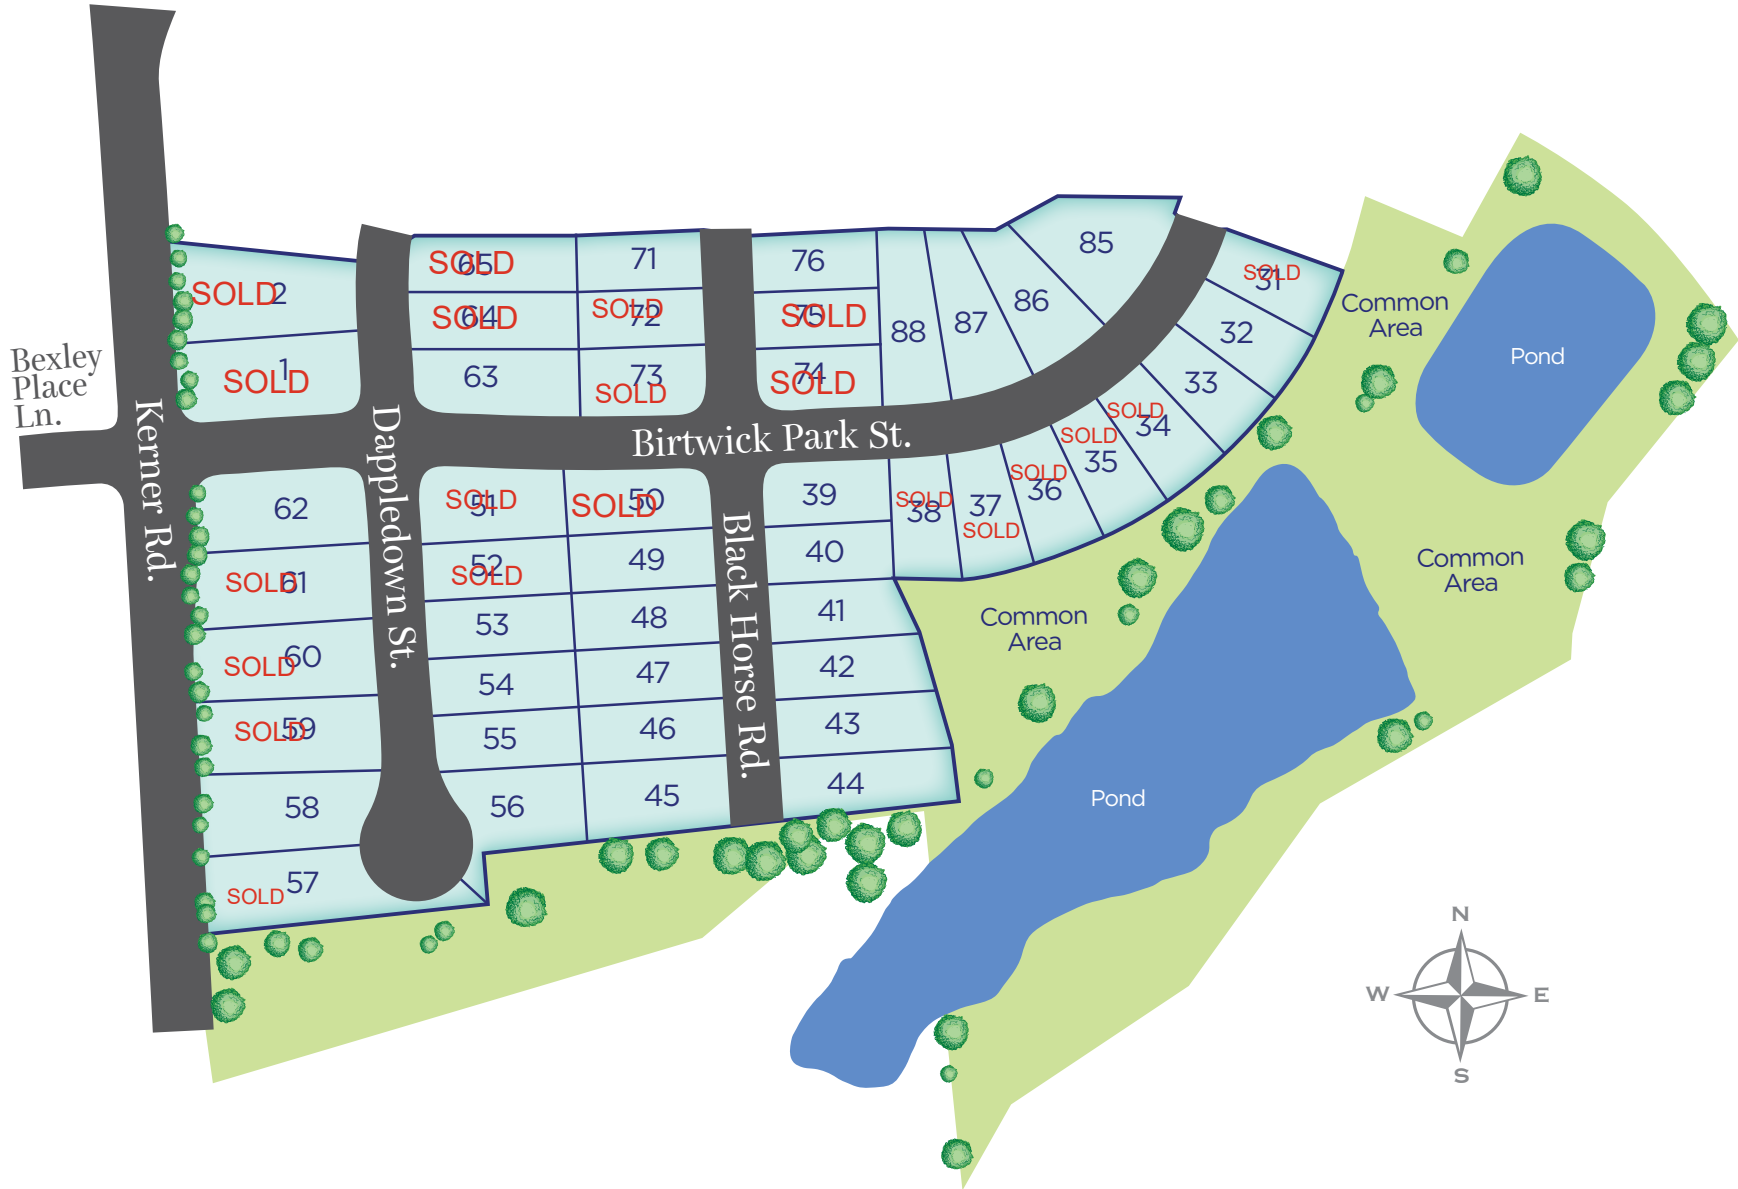 Bexley
Place
Ln.
Kerner Rd.
SOLD 2
SOLD 1
Dappledown St.
SOLD 65
SOLD 64
63
71
SOLD 72
73
SOLD
76
SOLD 75
74
SOLD
88
87
86
85
SOLD
31
32
33
SOLD
34
SOLD
35
SOLD
36
37
SOLD
SOLD
38
Birtwick Park St.
Common
Area
Pond
62
SOLD 61
SOLD 60
SOLD 59
58
SOLD 57
SOLD
51
52
SOLD
53
54
55
56
SOLD 50
49
48
47
46
45
Black Horse Rd.
39
40
41
42
43
44
Common
Area
Common
Area
Pond
N
W
E
S